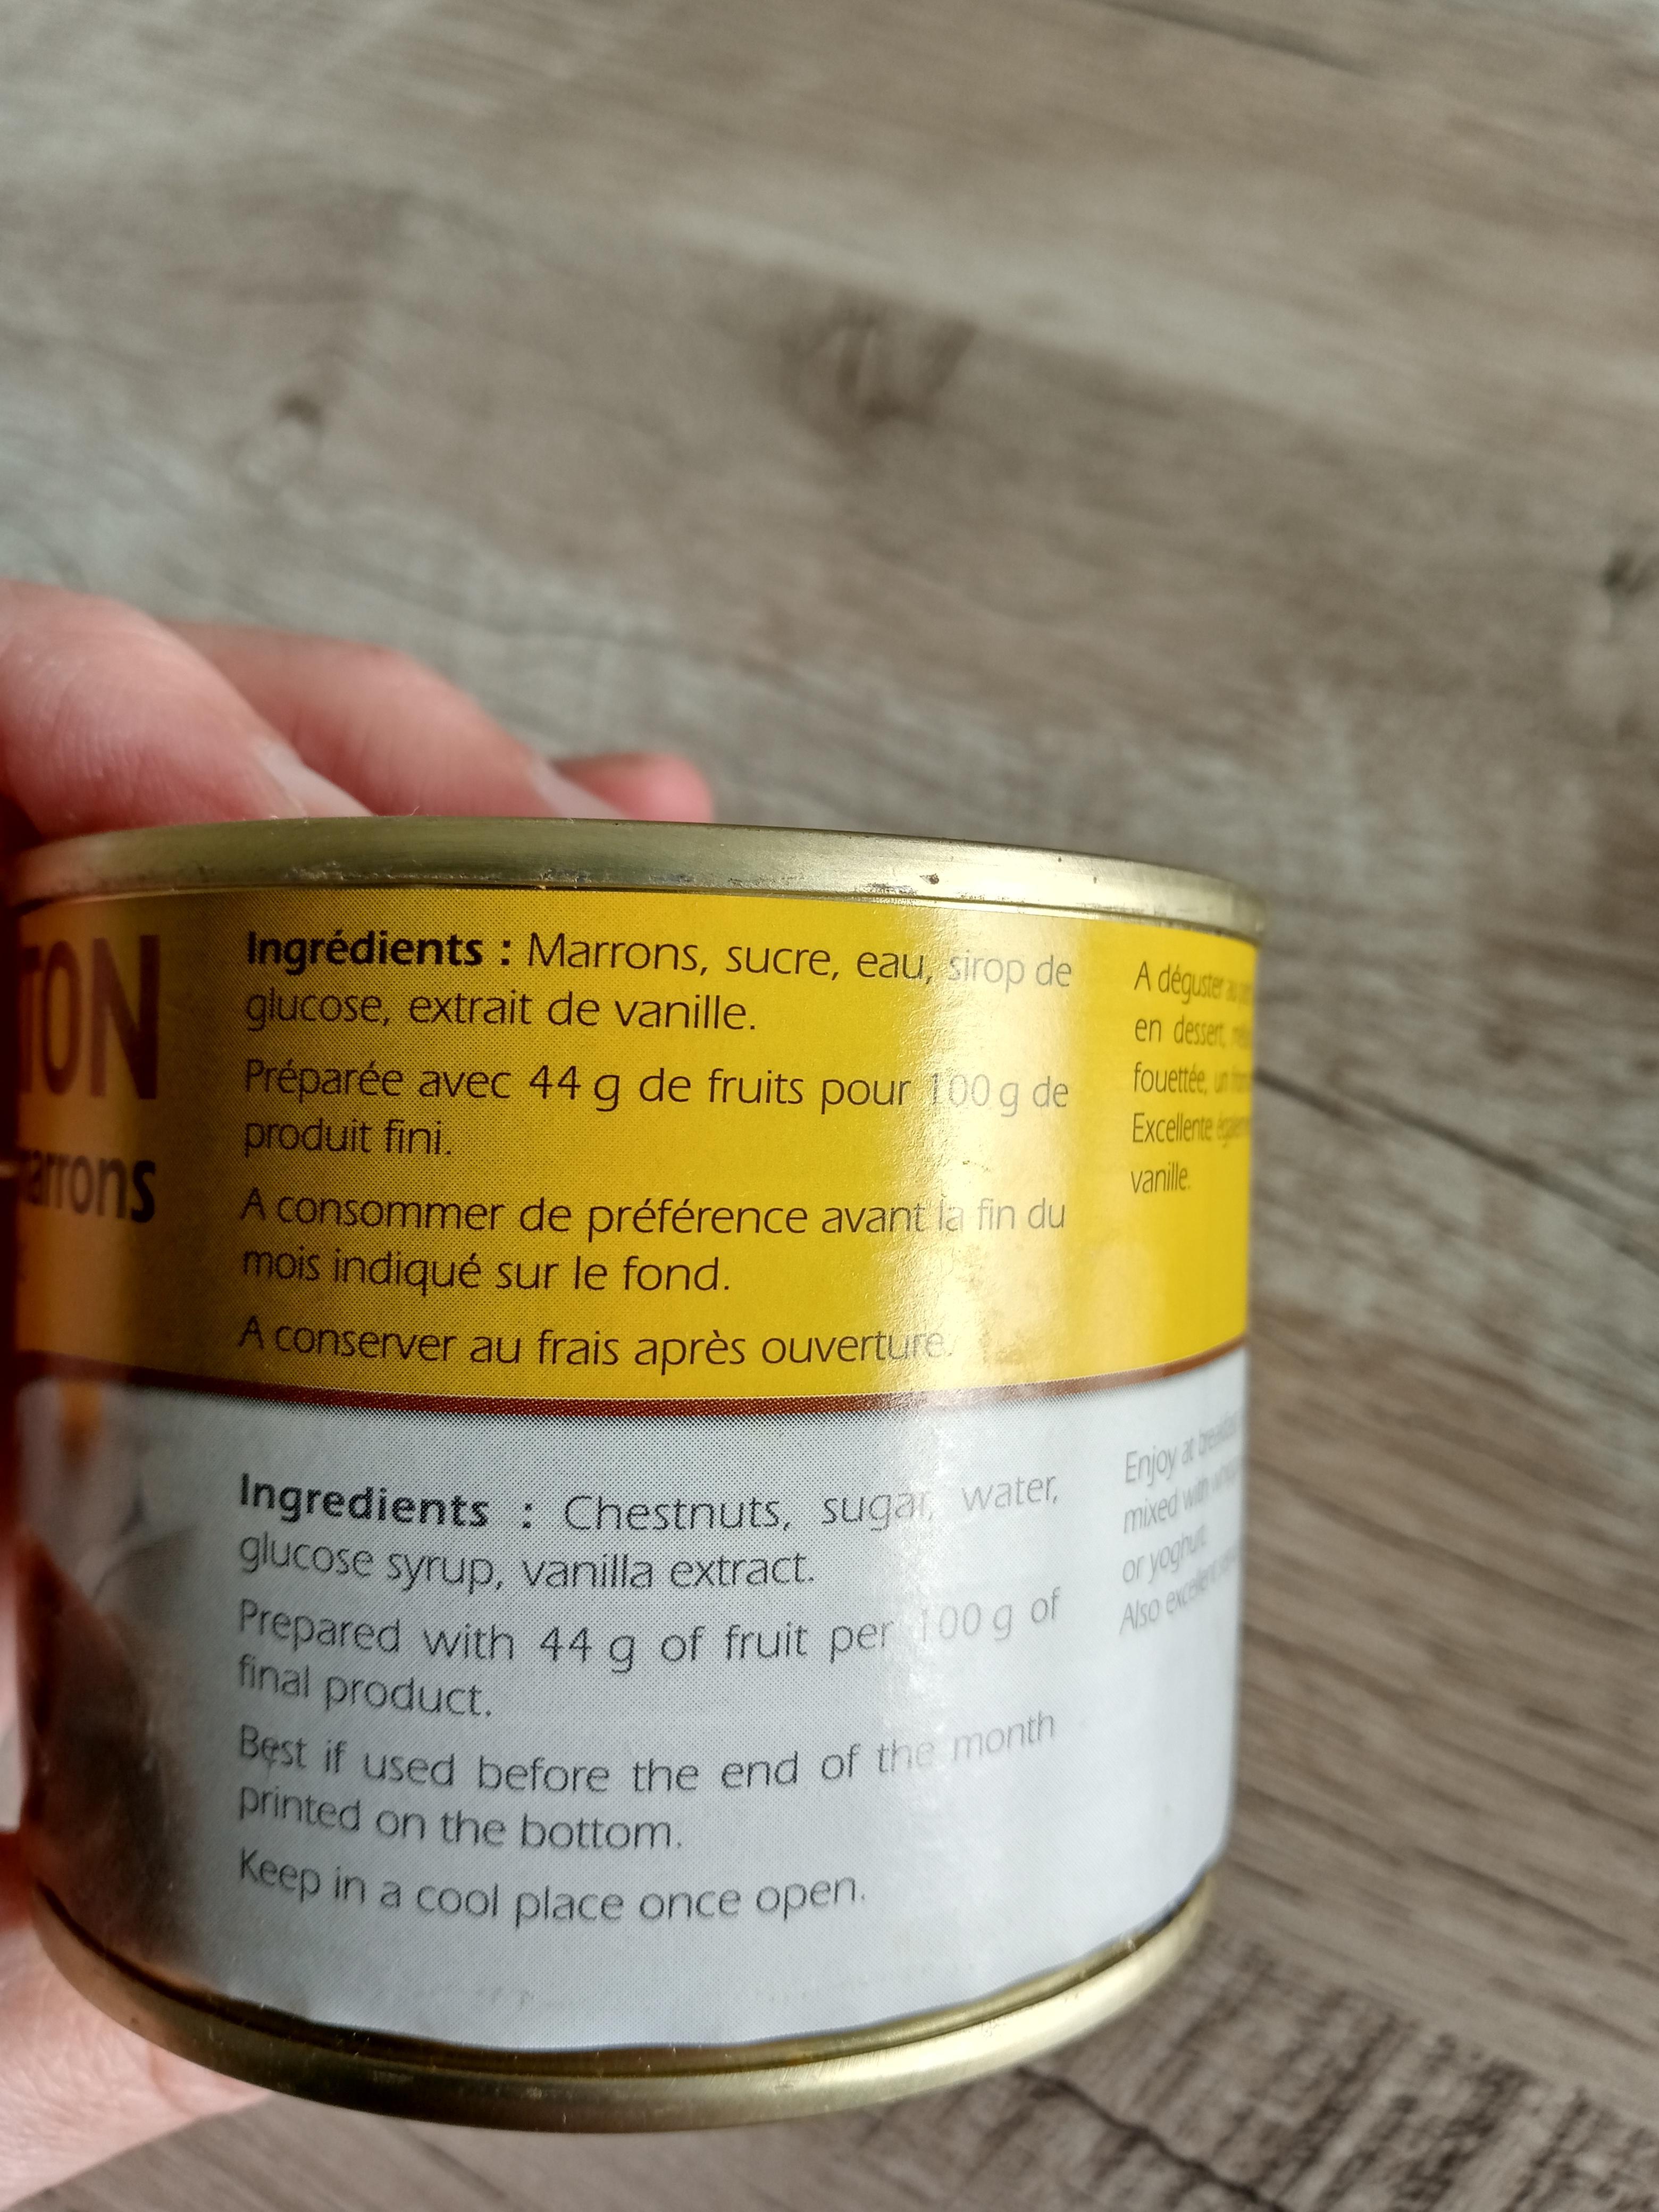 TON
marrons
Ingrédients : Marrons, sucre, eau, sirop de
glucose, extrait de vanille.
Préparée avec 44 g de fruits pour 100 g de
produit fini.
A consommer de préférence avant la fin du
mois indiqué sur le fond.
A conserver au frais après ouverture.
A déguster au
en dessert,
fouettée, un
Excellente
vanille.
Ingredients : Chestnuts, sugar, water,
glucose syrup, vanilla extract.
Prepared with 44 g of fruit per 100 g of
final product.
Best if used before the end of the month
printed on the bottom.
Keep in a cool place once open.
Enjoy at breakfast
mixed with
or yoghurt.
Also excellent